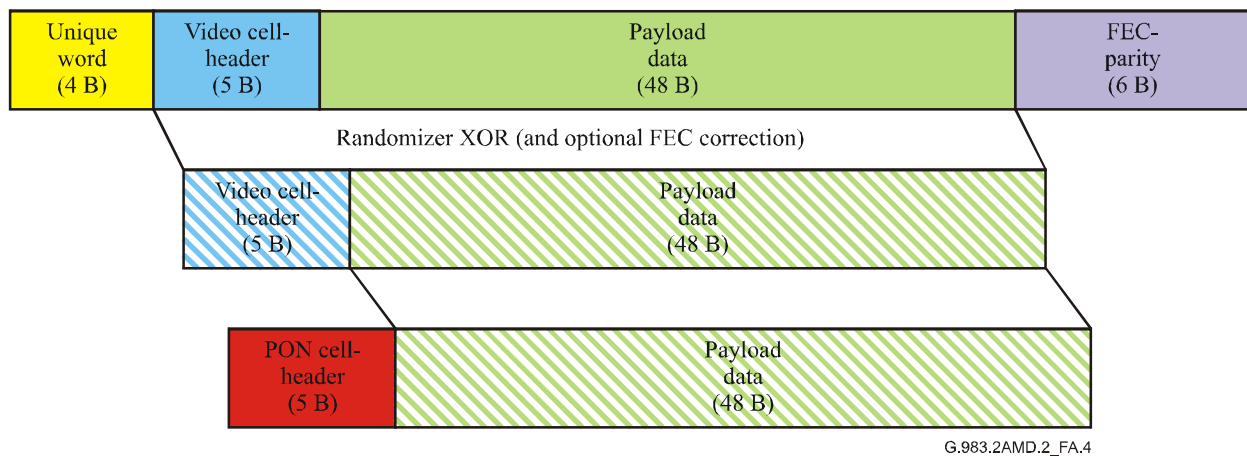 Unique
word
(4 B)
Video cell-
header
(5 B)
Payload
data
(48 B)
FEC-
parity
(6 B)
Randomizer XOR (and optional FEC correction)
Video cell-
header
(5 B)
Payload
data
(48 B)
PON cell-
header
(5 B)
Payload
data
(48 B)
G.983.2AMD.2_FA.4